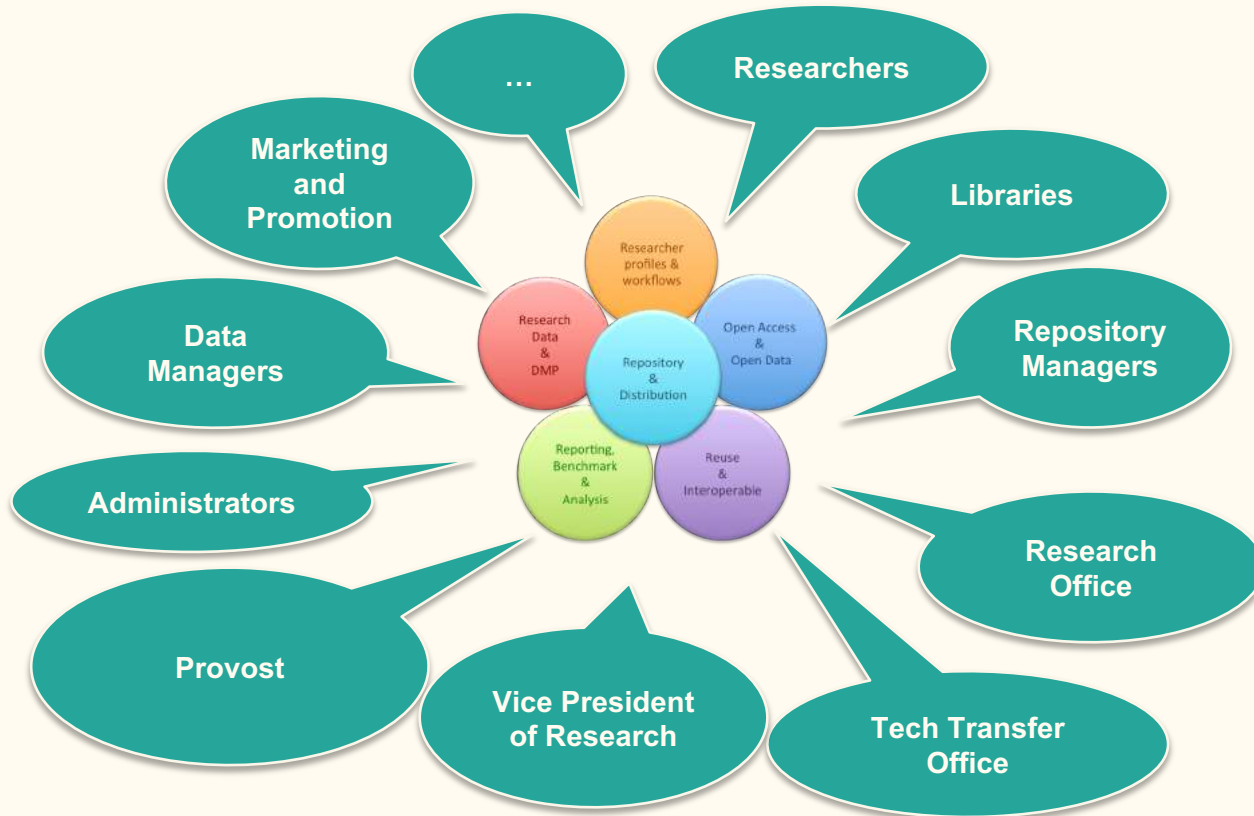 …
Researchers
Marketing
and
Promotion
Libraries
Researcher
profiles &
workflows
Research
Data
&
DMP
Open Access
&
Open Data
Repository
&
Distribution
Data
Managers
Repository
Managers
Reporting,
Benchmark
&
Analysis
Reuse
&
Interoperable
Administrators
Research
Office
Provost
Vice President
of Research
Tech Transfer
Office